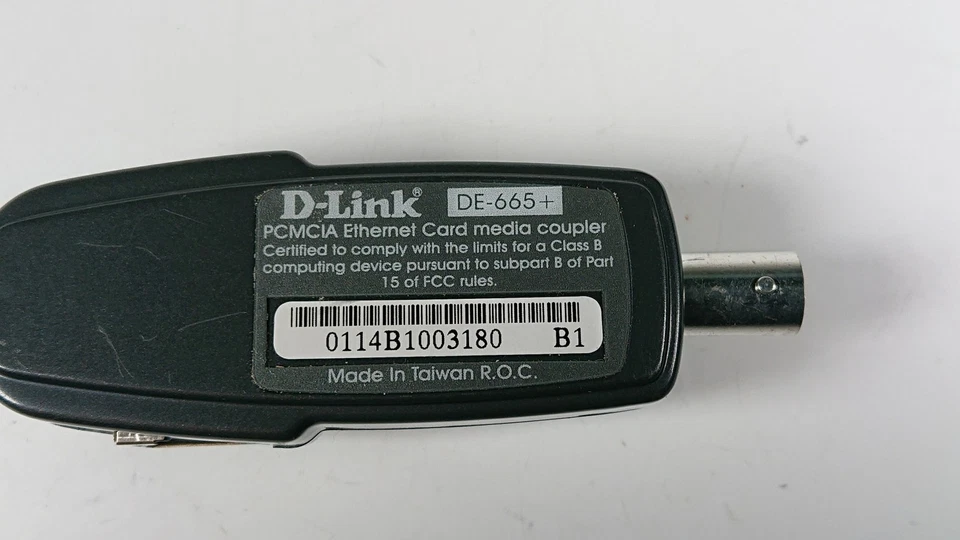 D-Link® DE-665+
PCMCIA Ethernet Card media coupler
Certified to comply with the limits for a Class B
computing device pursuant to subpart B of Part
15 of FCC rules.
0114B1003180 B1
Made In Taiwan R.O.C.